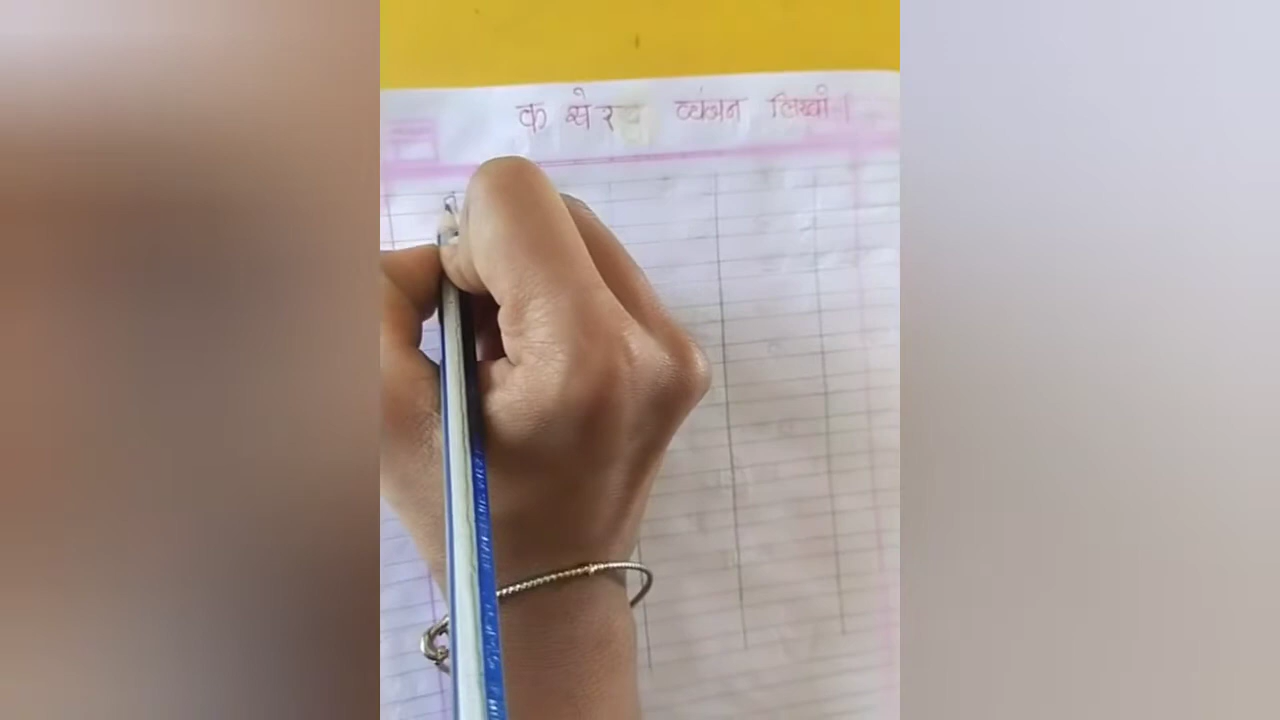 क से र व्यंजन लिखो।